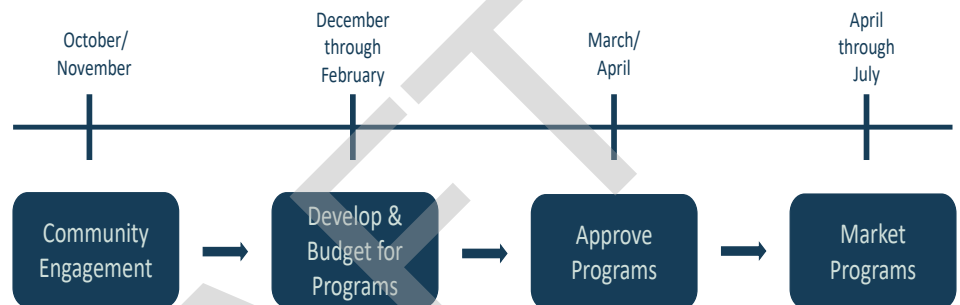 October/
November
December
through
February
March/
April
April
through
July
Community
Engagement
Develop &
Budget for
Programs
Approve
Programs
Market
Programs